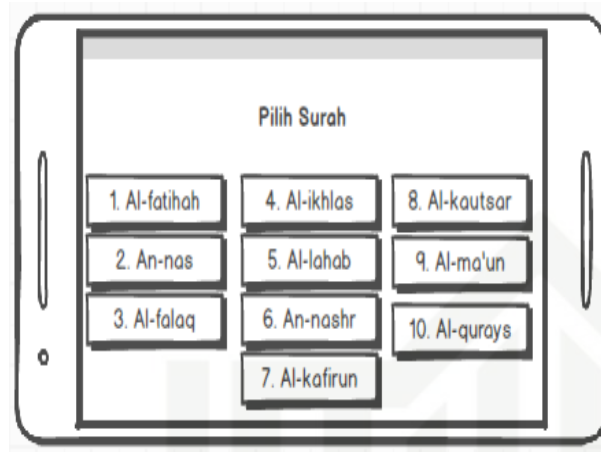 Pilih Surah
1. Al-fatihah
2. An-nas
3. Al-falaq
4. Al-ikhlas
5. Al-lahab
6. An-nashr
7. Al-kafirun
8. Al-kautsar
9. Al-ma'un
10. Al-qurays